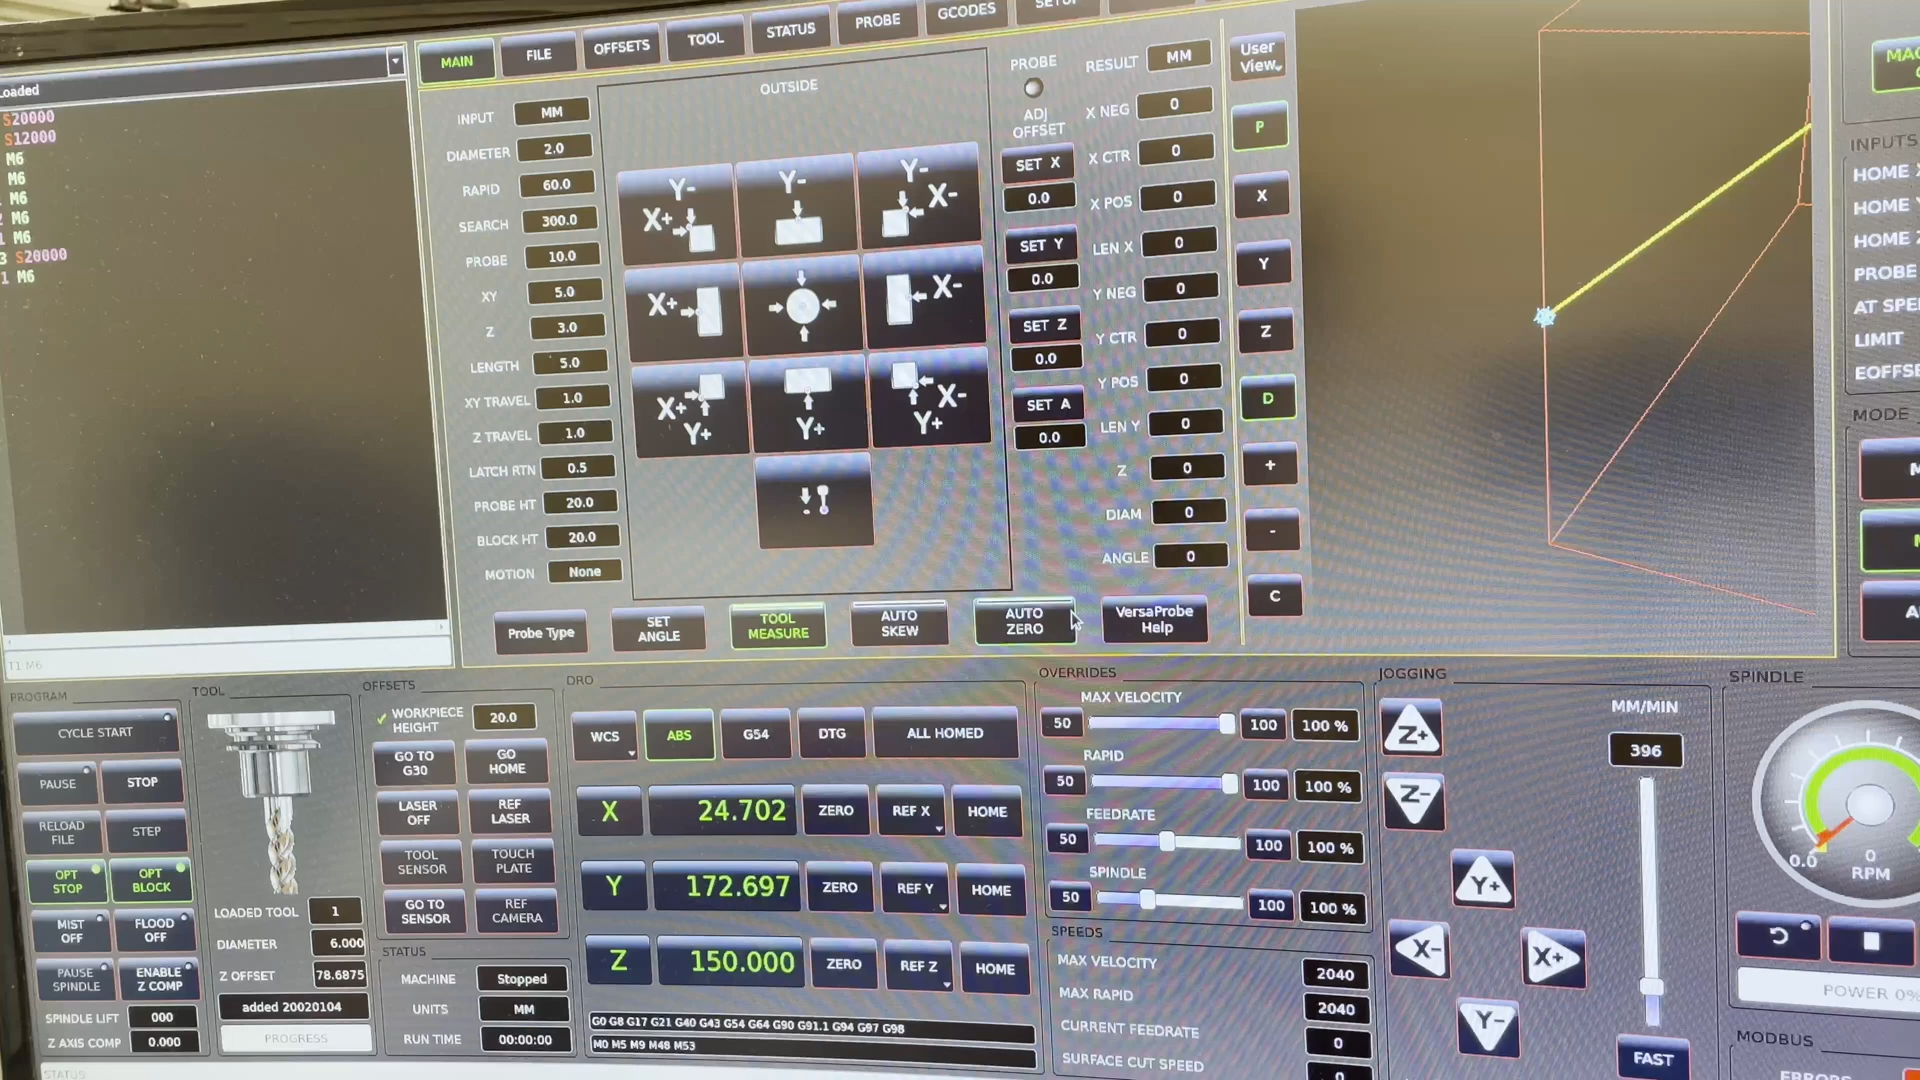 MAIN FILE OFFSETS TOOL STATUS PROBE GCODES
Loaded
S20000
S12000
M6
M6
M6
M6
M6
3 S20000
1 M6
T1 M6
INPUT MM
DIAMETER 2.0
RAPID 60.0
SEARCH 300.0
PROBE 10.0
XY 5.0
Z 3.0
LENGTH 5.0
XY TRAVEL 1.0
Z TRAVEL 1.0
LATCH RTN 0.5
PROBE HT 20.0
BLOCK HT 20.0
MOTION None
OUTSIDE
Y- X+
Y-
Y- X-
X+
X-
X+ Y+
Y+
X- Y+
PROBE
ADJ OFFSET
SET X
0.0
SET Y
0.0
SET Z
0.0
SET A
0.0
RESULT MM
X NEG 0
X CTR 0
X POS 0
LEN X 0
Y NEG 0
Y CTR 0
Y POS 0
LEN Y 0
Z 0
DIAM 0
ANGLE 0
Probe Type
SET ANGLE
TOOL MEASURE
AUTO SKEW
AUTO ZERO
VersaProbe Help
User View
P
X
Y
Z
D
+
-
C
INPUTS
HOME
HOME
HOME
PROBE
LIMIT
MODE
PROGRAM
CYCLE START
PAUSE STOP
RELOAD FILE STEP
OPT STOP OPT BLOCK
MIST OFF FLOOD OFF
PAUSE SPINDLE ENABLE Z COMP
SPINDLE LIFT 000
Z AXIS COMP 0.000
STATUS
TOOL
LOADED TOOL 1
DIAMETER 6.000
Z OFFSET 78.6875
added 20020104
PROGRESS
OFFSETS
WORKPIECE HEIGHT 20.0
GO TO G30 GO HOME
LASER OFF REF LASER
TOOL SENSOR TOUCH PLATE
GO TO SENSOR REF CAMERA
STATUS
MACHINE Stopped
UNITS MM
RUN TIME 00:00:00
DRO
WCS ABS G54 DTG ALL HOMED
X 24.702 ZERO REF X HOME
Y 172.697 ZERO REF Y HOME
Z 150.000 ZERO REF Z HOME
G0 G8 G17 G21 G40 G43 G54 G64 G90 G91.1 G94 G97 G98
M0 M5 M9 M48 M53
OVERRIDES
MAX VELOCITY
50 100 100 %
RAPID
50 100 100 %
FEEDRATE
50 100 100 %
SPINDLE
50 100 100 %
SPEEDS
MAX VELOCITY 2040
MAX RAPID 2040
CURRENT FEEDRATE 0
SURFACE CUT SPEED
JOGGING
MM/MIN
396
Z+
Z-
Y+
X-
X+
Y-
FAST
SPINDLE
0.0 0
RPM
POWER 0%
MODBUS